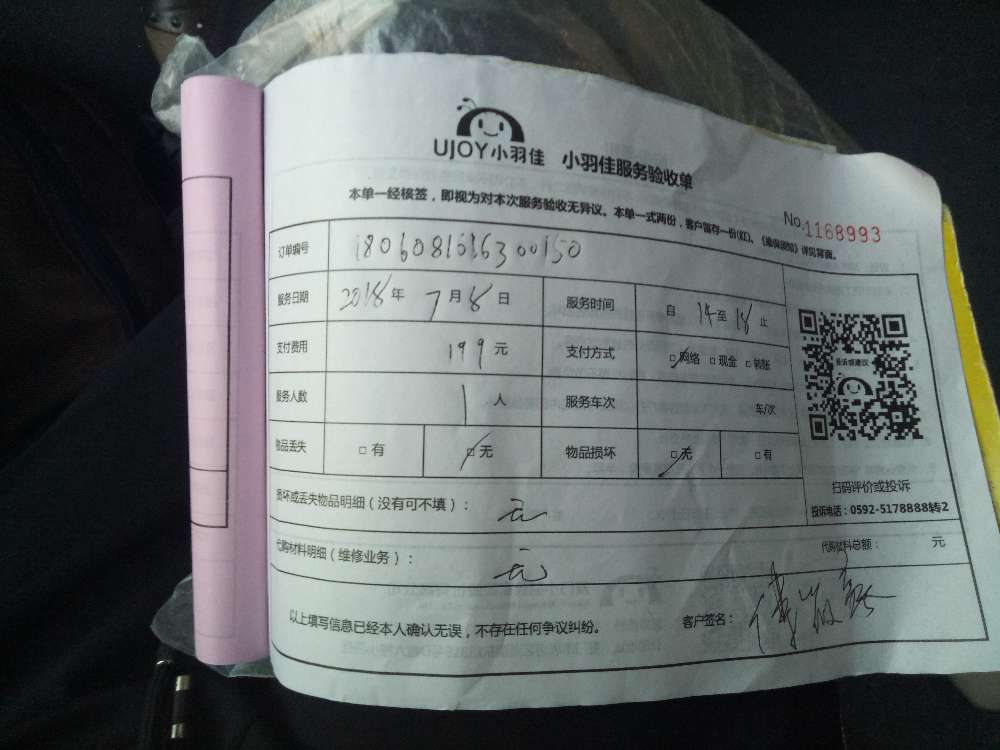 UJOY小羽佳 小羽佳服务验收单
本单一经核签，即视为对本次服务验收无异议。本单一式两份，客户留存一份(红)。《维保须知》详见背面。
No.1168993
订单编号 18060816300150
服务日期 2018年 7月8日 服务时间 自 14至18止
支付费用 199元 支付方式 □网络 □现金 □转账
服务人数 1人 服务车次 车/次
物品丢失 □有 □无 物品损坏 □无 □有
投诉或建议
扫码评价或投诉
投诉电话：0592-5178888转2
损坏或丢失物品明细（没有可不填）： 无
代购材料明细（维修业务）： 无 代购材料总额： 元
以上填写信息已经本人确认无误，不存在任何争议纠纷。 客户签名：